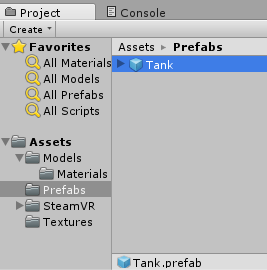 Project
Console
Create
Favorites
All Materials
All Models
All Prefabs
All Scripts
Assets
Models
Materials
Prefabs
SteamVR
Textures
Assets Prefabs
Tank
Tank.prefab